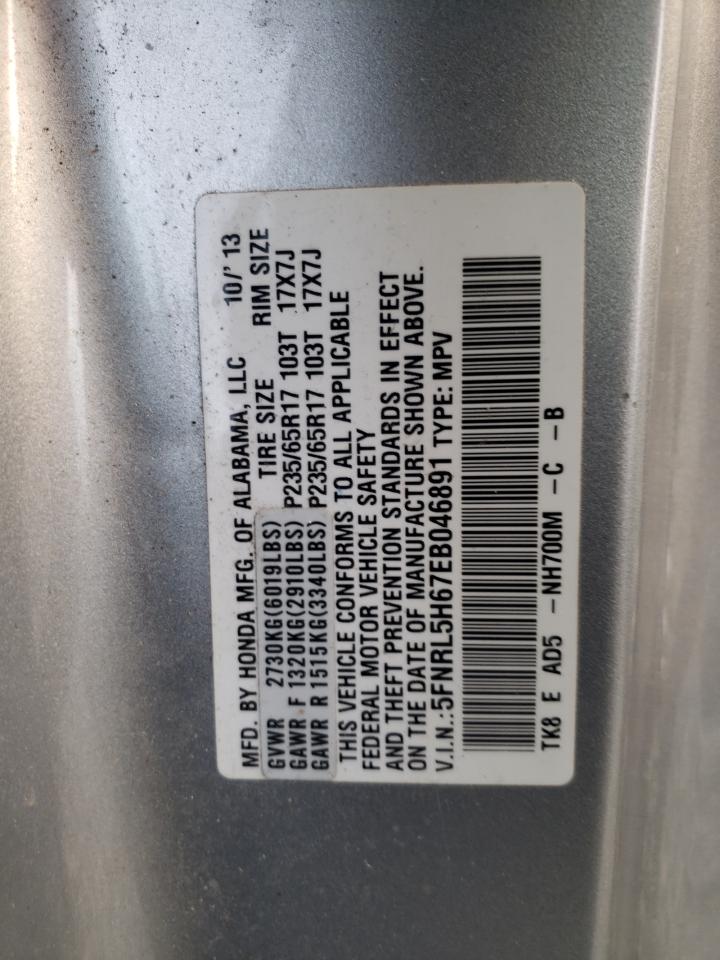 MFD. BY HONDA MFG. OF ALABAMA, LLC 10/' 13
GVWR 2730KG(6019LBS) TIRE SIZE RIM SIZE
GAWR F 1320KG(2910LBS) P235/65R17 103T 17X7J
GAWR R 1515KG(3340LBS) P235/65R17 103T 17X7J
THIS VEHICLE CONFORMS TO ALL APPLICABLE
FEDERAL MOTOR VEHICLE SAFETY
AND THEFT PREVENTION STANDARDS IN EFFECT
ON THE DATE OF MANUFACTURE SHOWN ABOVE.
V.I.N.:5FNRL5H67EB046891 TYPE: MPV
TK8 E AD5 -NH700M -C -B